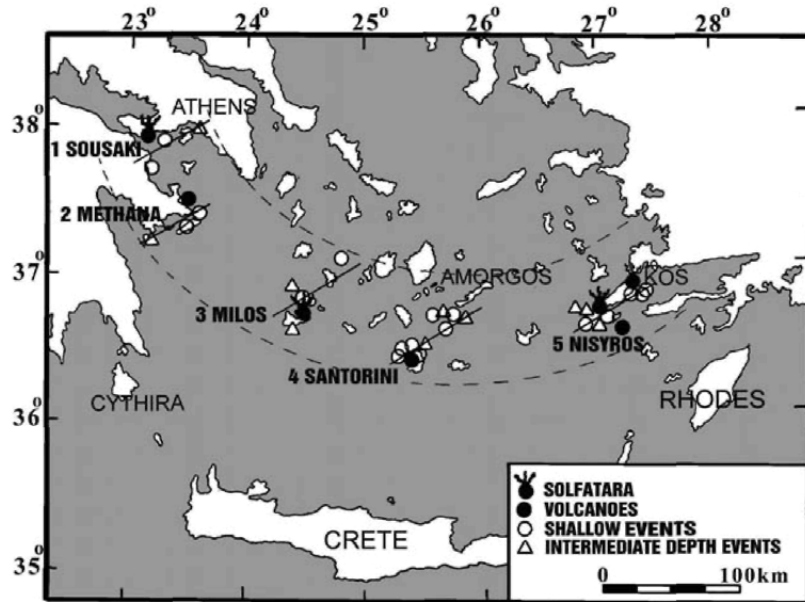 23° 24° 25° 26° 27° 28°
38°
37°
36°
35°
ATHENS
1 SOUSAKI
2 METHANA
3 MILOS
AMORGOS
KOS
4 SANTORINI
5 NISYROS
CYTHIRA
RHODES
CRETE
SOLFATARA
VOLCANOES
SHALLOW EVENTS
INTERMEDIATE DEPTH EVENTS
0 100km